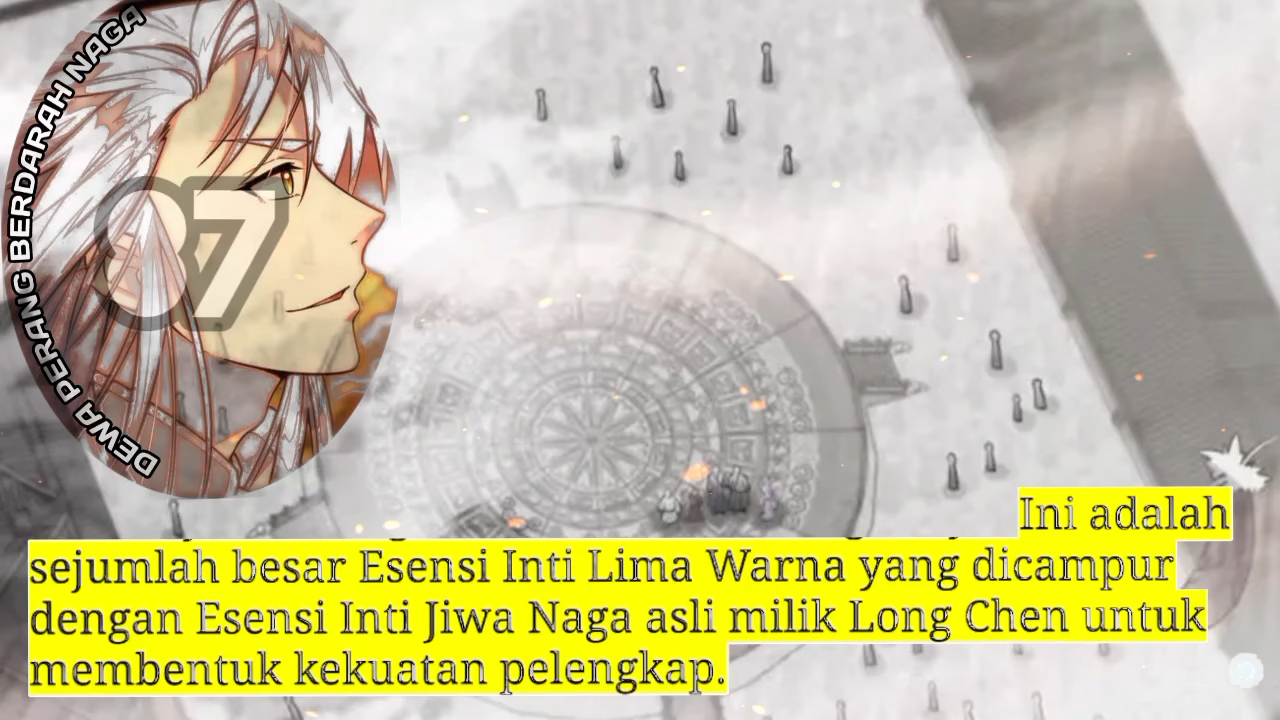 DEWA PERANG BERDARAH NAGA
87
Ini adalah
sejumlah besar Esensi Inti Lima Warna yang dicampur
dengan Esensi Inti Jiwa Naga asli milik Long Chen untuk
membentuk kekuatan pelengkap.